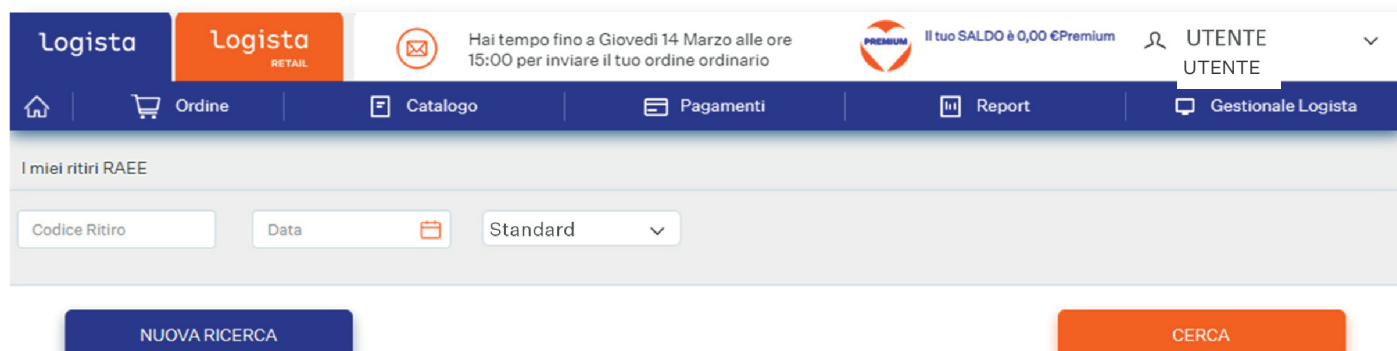 Logista
Logista
RETAIL
Hai tempo fino a Giovedì 14 Marzo alle ore
15:00 per inviare il tuo ordine ordinario
PREMIUM
Il tuo SALDO è 0,00 €Premium
UTENTE
UTENTE
Ordine
Catalogo
Pagamenti
Report
Gestionale Logista
I miei ritiri RAEE
Codice Ritiro
Data
Standard
NUOVA RICERCA
CERCA